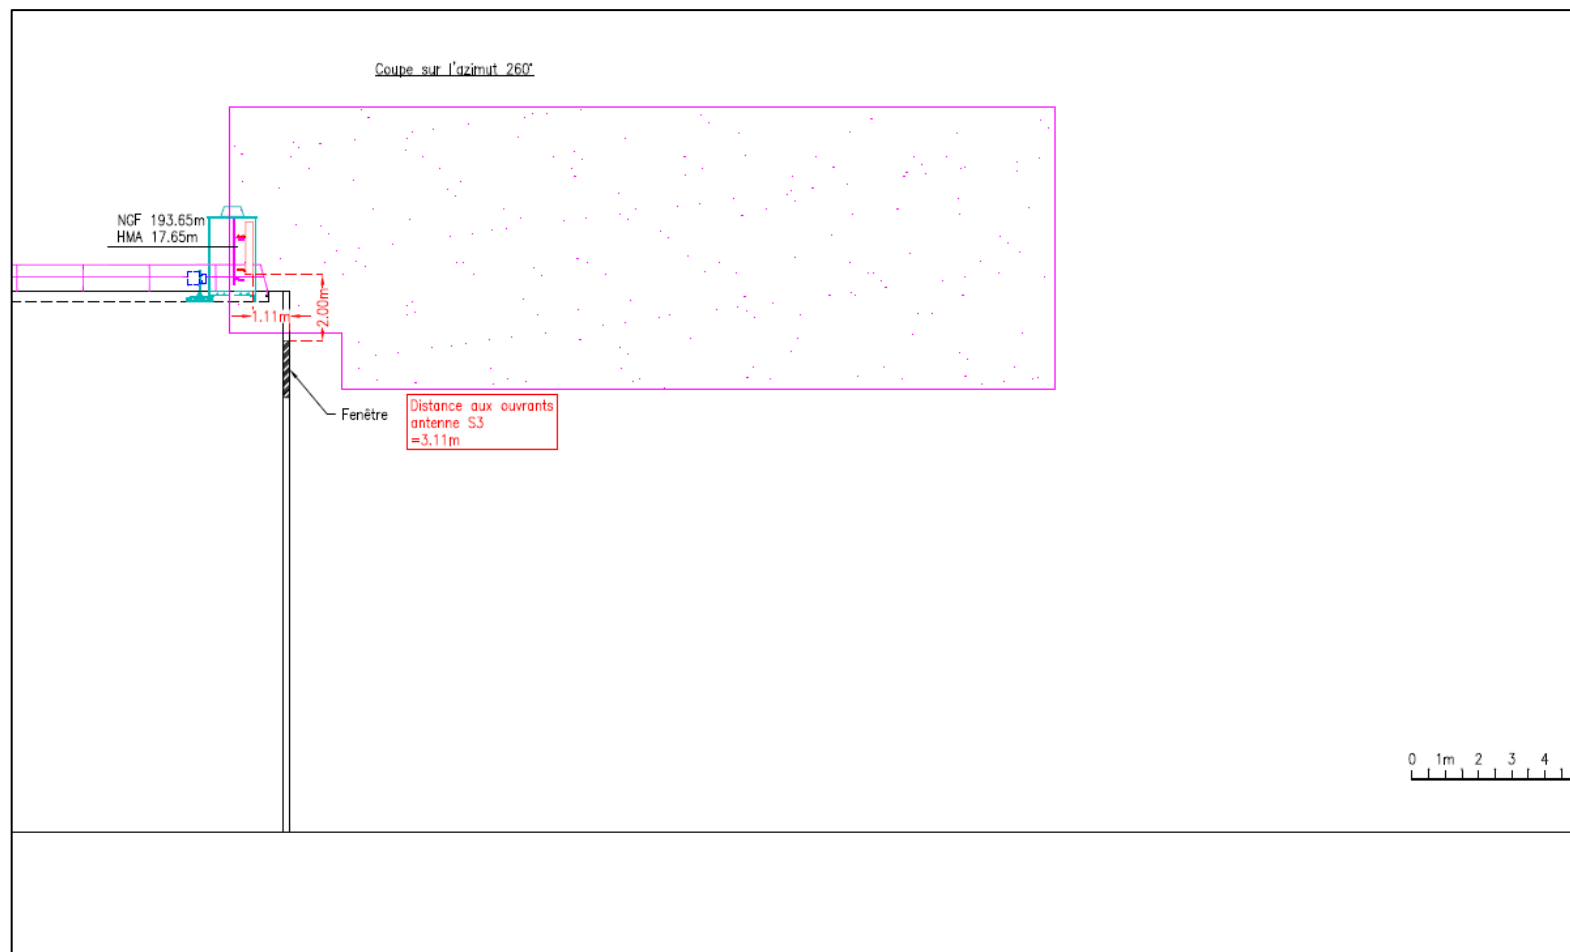 Coupe sur l'azimut 260°
NGF 193.65m
HMA 17.65m
1.11m
2.00m
Fenêtre
Distance aux ouvrants
antenne S3
=3.11m
0 1m 2 3 4